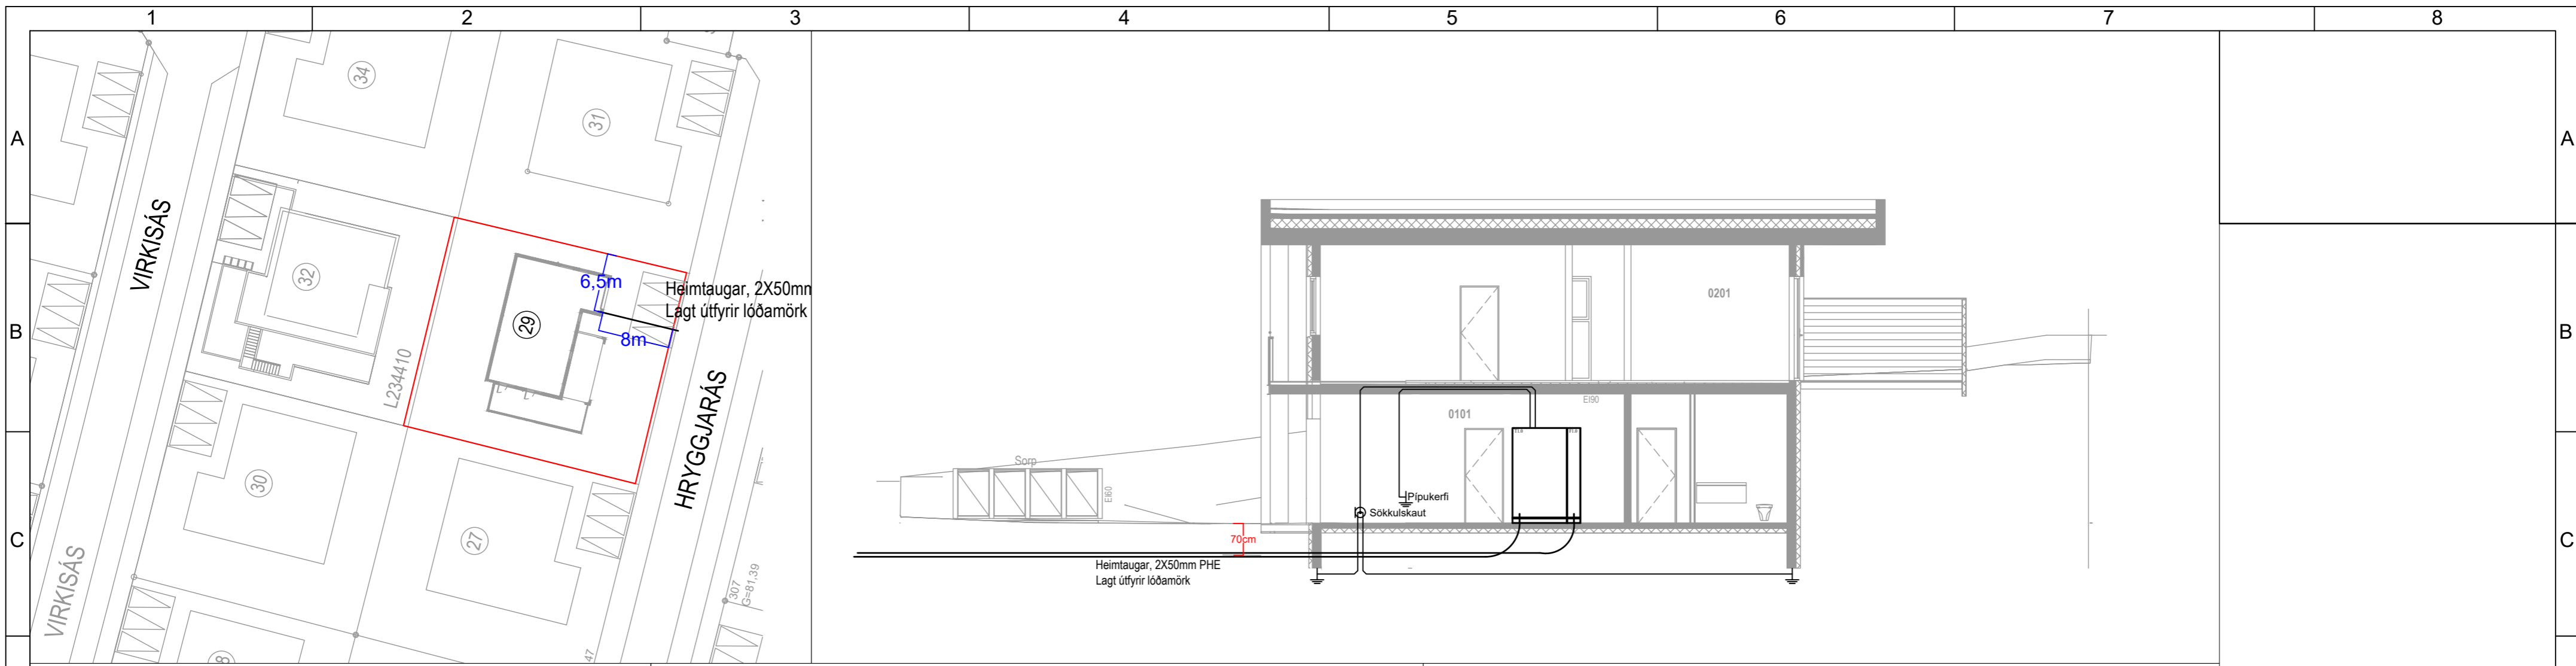 1
2
3
4
5
6
7
8
A
B
C
A
B
C
34
31
32
29
30
27
VIRKISÁS
VIRKISÁS
HRYGGJARÁS
L234410
6,5m
8m
Heimtaugar, 2X50mm
Lagt útfyrir lóðamörk
307
G=81,39
47
0201
0101
EI90
Sorp
EI60
Pípukerfi
Sökkulskaut
70cm
Heimtaugar, 2X50mm PHE
Lagt útfyrir lóðamörk